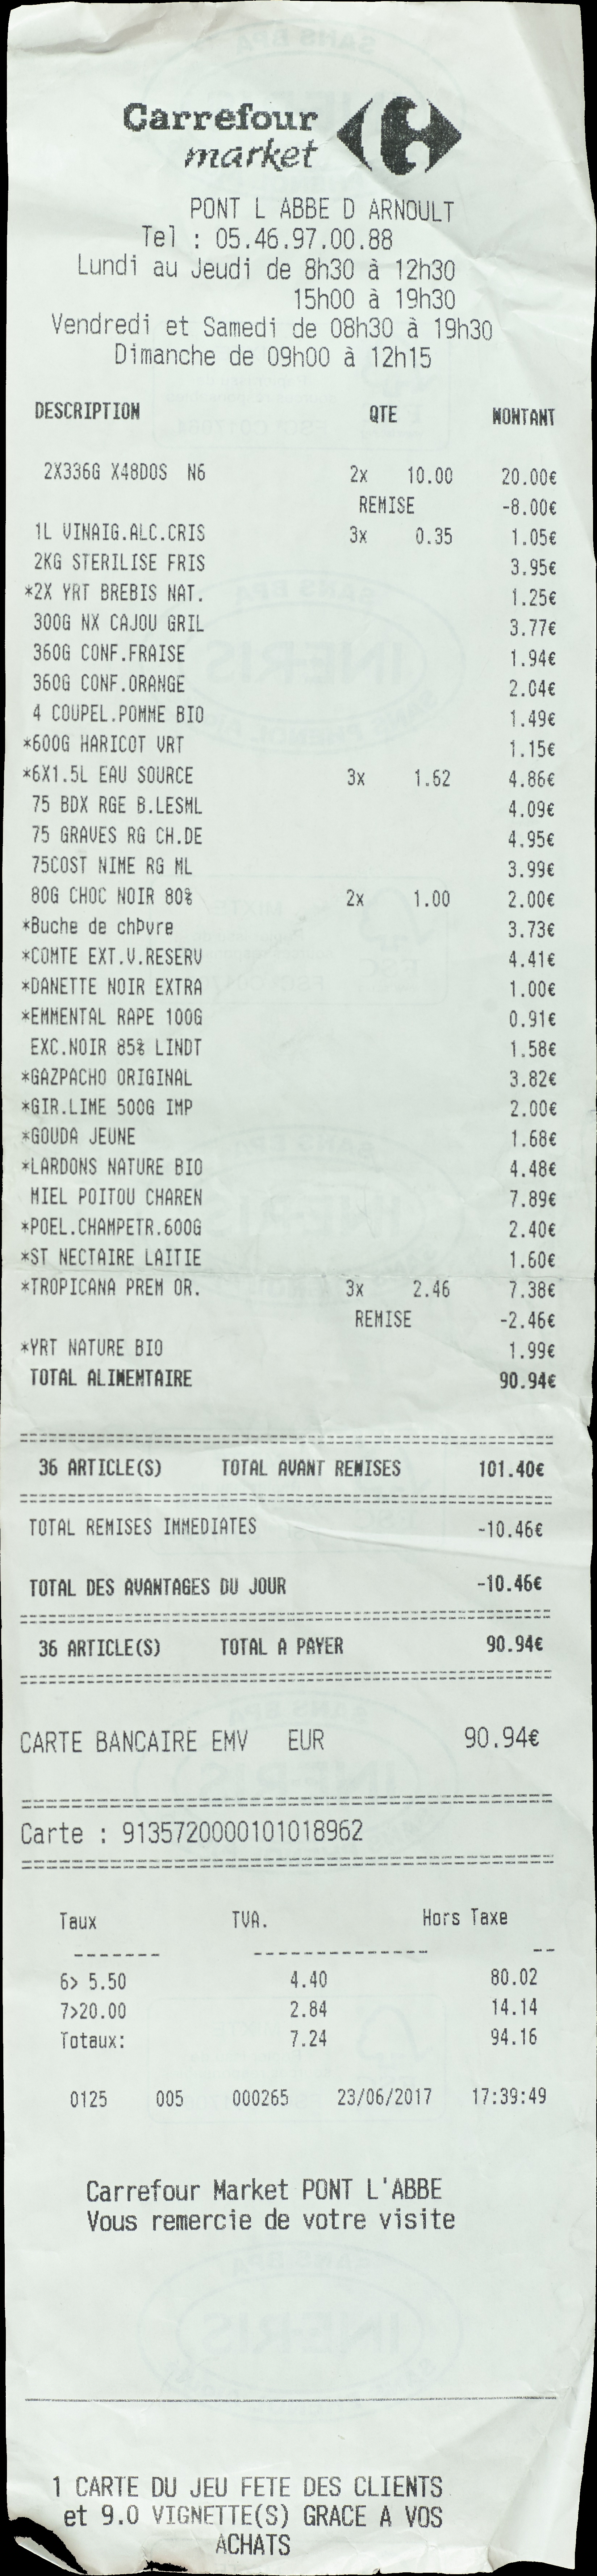 Carrefour
market
PONT L ABBE D ARNOULT
Tel : 05.46.97.00.88
Lundi au Jeudi de 8h30 à 12h30
15h00 à 19h30
Vendredi et Samedi de 08h30 à 19h30
Dimanche de 09h00 à 12h15
DESCRIPTION QTE MONTANT
2X336G X48DOS N6 2x 10.00 20.00€
REMISE -8.00€
1L VINAIG.ALC.CRIS 3x 0.35 1.05€
2KG STERILISE FRIS 3.95€
*2X YRT BREBIS NAT. 1.25€
300G NX CAJOU GRIL 3.77€
360G CONF.FRAISE 1.94€
360G CONF.ORANGE 2.04€
4 COUPEL.POMME BIO 1.49€
*600G HARICOT VRT 1.15€
*6X1.5L EAU SOURCE 3x 1.62 4.86€
75 BDX RGE B.LESML 4.09€
75 GRAVES RG CH.DE 4.95€
75COST NIME RG ML 3.99€
80G CHOC NOIR 80% 2x 1.00 2.00€
*Buche de chÞvre 3.73€
*COMTE EXT.V.RESERV 4.41€
*DANETTE NOIR EXTRA 1.00€
*EMMENTAL RAPE 100G 0.91€
EXC.NOIR 85% LINDT 1.58€
*GAZPACHO ORIGINAL 3.82€
*GIR.LIME 500G IMP 2.00€
*GOUDA JEUNE 1.68€
*LARDONS NATURE BIO 4.48€
MIEL POITOU CHAREN 7.89€
*POEL.CHAMPETR.600G 2.40€
*ST NECTAIRE LAITIE 1.60€
*TROPICANA PREM OR. 3x 2.46 7.38€
REMISE -2.46€
*YRT NATURE BIO 1.99€
TOTAL ALIMENTAIRE 90.94€
36 ARTICLE(S) TOTAL AVANT REMISES 101.40€
TOTAL REMISES IMMEDIATES -10.46€
TOTAL DES AVANTAGES DU JOUR -10.46€
36 ARTICLE(S) TOTAL A PAYER 90.94€
CARTE BANCAIRE EMV EUR 90.94€
Carte : 9135720000101018962
Taux TVA. Hors Taxe
6> 5.50 4.40 80.02
7>20.00 2.84 14.14
Totaux: 7.24 94.16
0125 005 000265 23/06/2017 17:39:49
Carrefour Market PONT L'ABBE
Vous remercie de votre visite
1 CARTE DU JEU FETE DES CLIENTS
et 9.0 VIGNETTE(S) GRACE A VOS
ACHATS